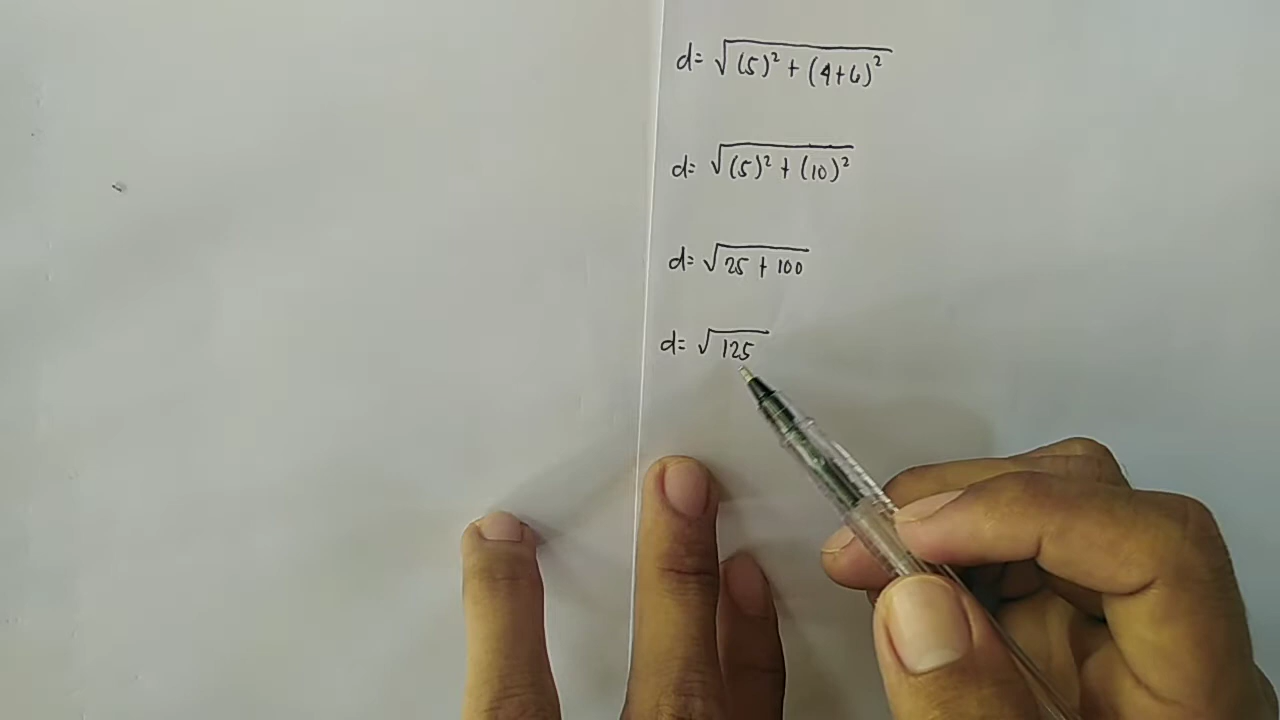 d= √(5)² + (4+6)²
d= √(5)² + (10)²
d= √25 + 100
d= √125